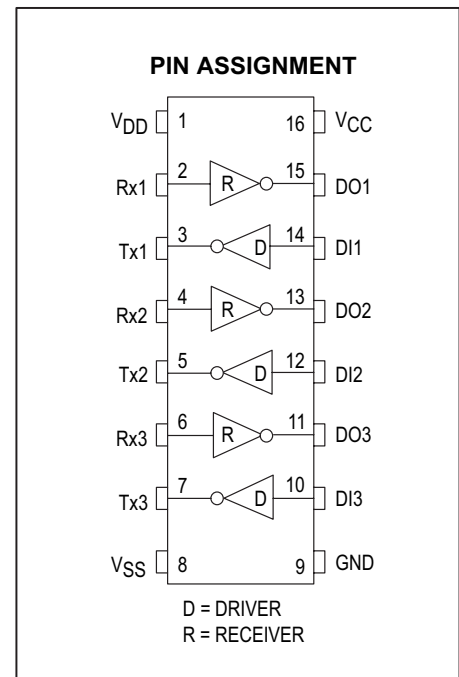 PIN ASSIGNMENT
VDD 1 16 VCC
Rx1 2 R 15 DO1
Tx1 3 D 14 DI1
Rx2 4 R 13 DO2
Tx2 5 D 12 DI2
Rx3 6 R 11 DO3
Tx3 7 D 10 DI3
VSS 8 9 GND
D = DRIVER
R = RECEIVER